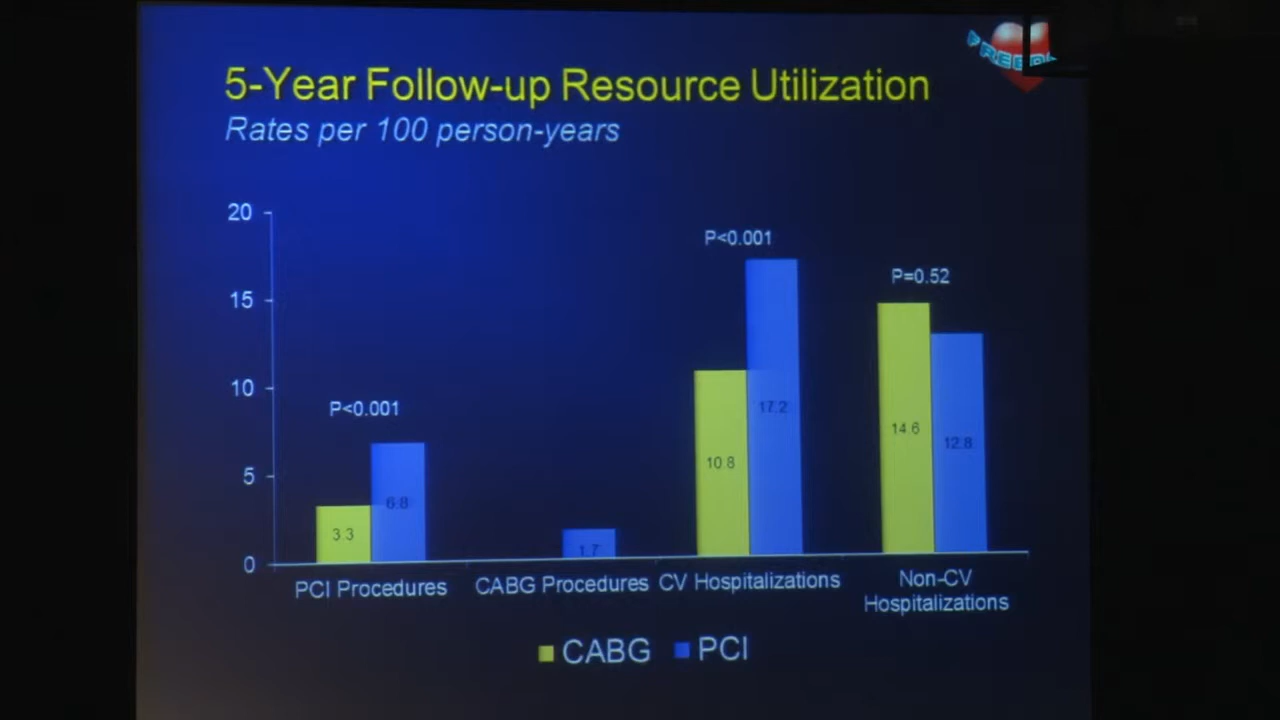 5-Year Follow-up Resource Utilization
Rates per 100 person-years
20
15
10
5
0
P<0.001
P<0.001
P=0.52
3.3
6.8
1.7
10.8
17.2
14.6
12.8
PCI Procedures
CABG Procedures
CV Hospitalizations
Non-CV
Hospitalizations
CABG
PCI